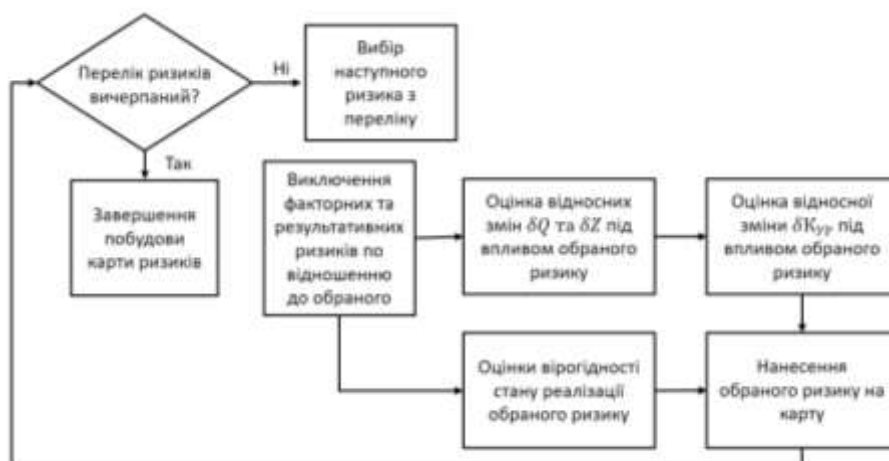 Перелік ризиків
вичерпаний?
Ні
Вибір
наступного
ризика з
переліку
Так
Завершення
побудови
карти ризиків
Виключення
факторних та
результативних
ризиків по
відношенню
до обраного
Оцінка відносних
змін δQ та δZ під
впливом обраного
ризику
Оцінка відносної
зміни δКУР під
впливом обраного
ризику
Оцінки вірогідності
стану реалізації
обраного ризику
Нанесення
обраного ризику на
карту